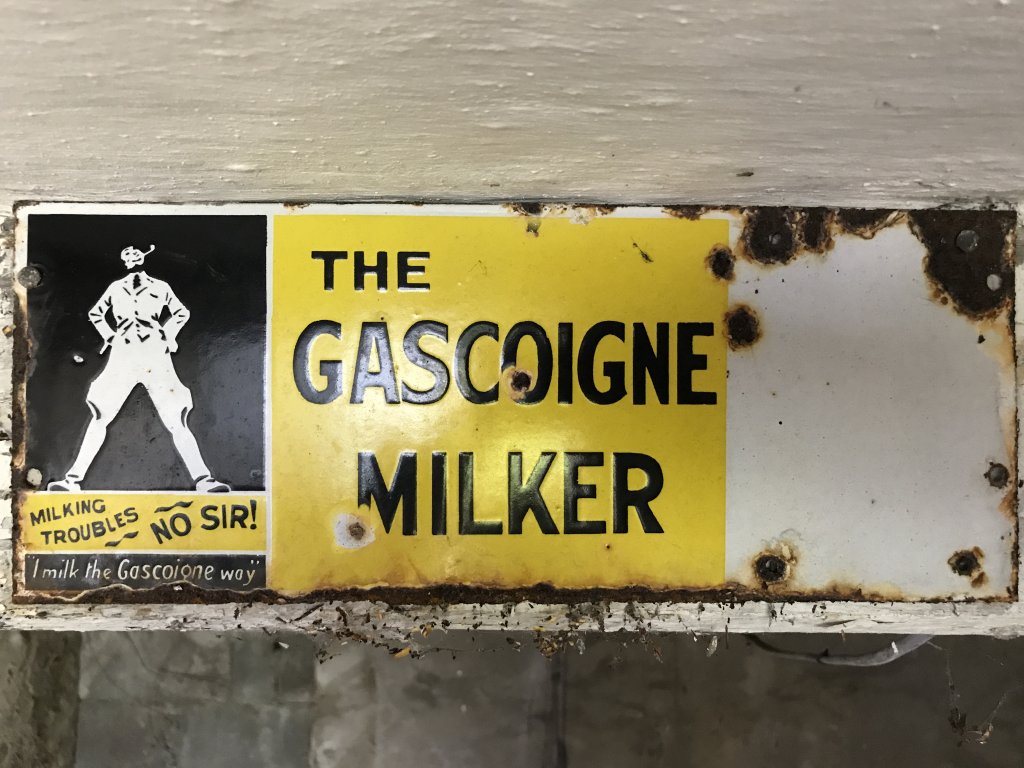 MILKING
TROUBLES
NO SIR!
"I milk the Gascoigne way"
THE
GASCOIGNE
MILKER